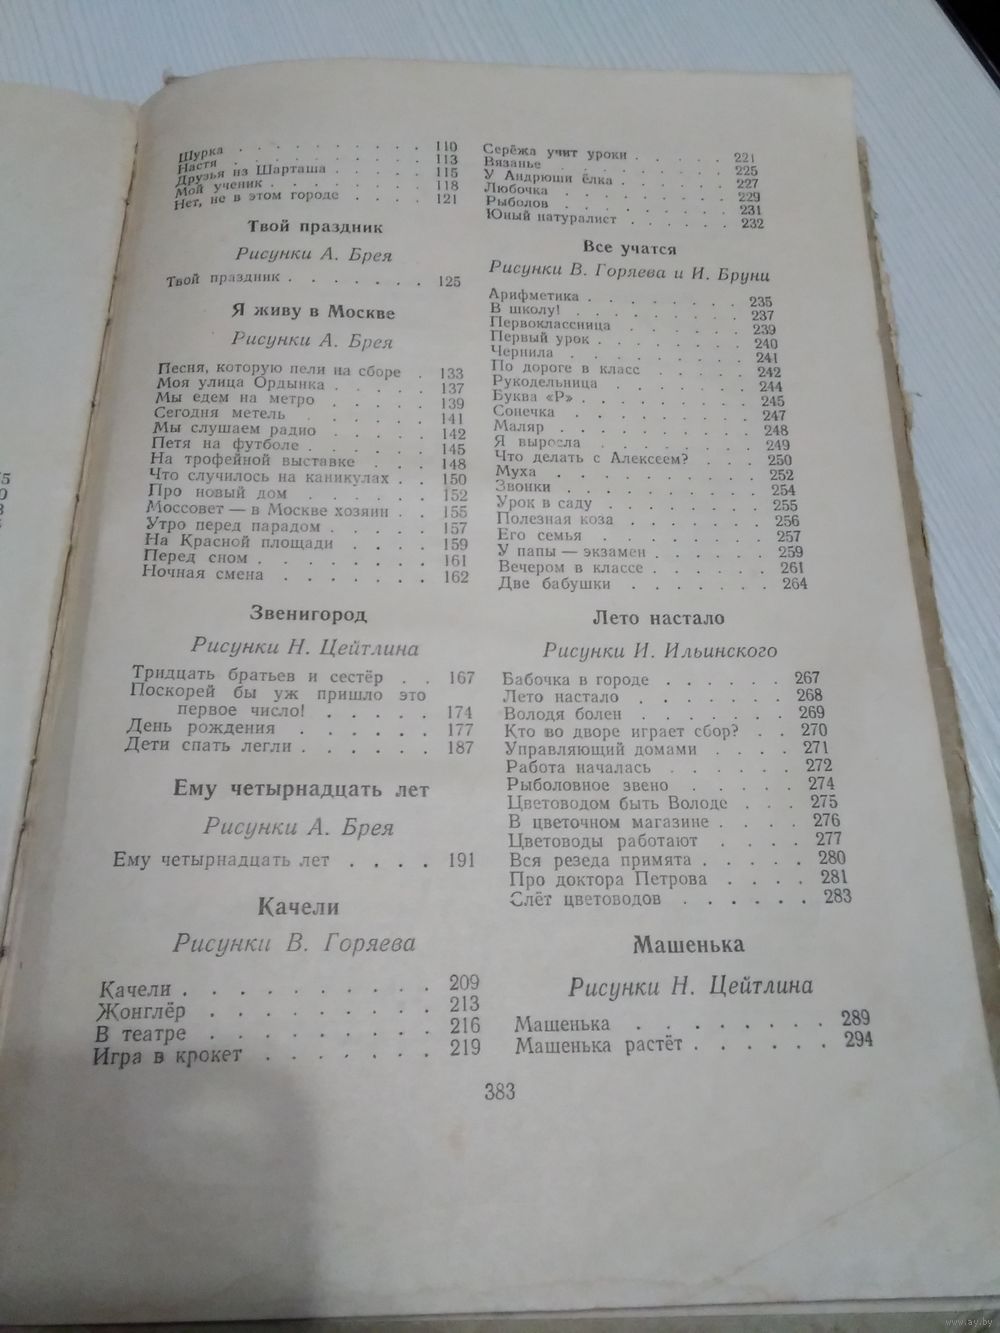 Шурка . . . . . . . . . . 110
Настя . . . . . . . . . . 113
Друзья из Шарташа . . . . . 115
Мой ученик . . . . . . . . 118
Нет, не в этом городе . . . . 121
Твой праздник
Рисунки А. Брея
Твой праздник . . . . . . . 125
Я живу в Москве
Рисунки А. Брея
Песня, которую пели на сборе . 133
Моя улица Ордынка . . . . . 137
Мы едем на метро . . . . . 139
Сегодня метель . . . . . . 141
Мы слушаем радио . . . . . 142
Петя на футболе . . . . . . 145
На трофейной выставке . . . 148
Что случилось на каникулах . . 150
Про новый дом . . . . . . 152
Моссовет — в Москве хозяин . . 155
Утро перед парадом . . . . . 157
На Красной площади . . . . 159
Перед сном . . . . . . . . 161
Ночная смена . . . . . . . 162
Звенигород
Рисунки Н. Цейтлина
Тридцать братьев и сестёр . . 167
Поскорей бы уж пришло это
первое число! . . . . . 174
День рождения . . . . . . 177
Дети спать легли . . . . . . 187
Ему четырнадцать лет
Рисунки А. Брея
Ему четырнадцать лет . . . . 191
Качели
Рисунки В. Горяева
Качели . . . . . . . . . . 209
Жонглёр . . . . . . . . . 213
В театре . . . . . . . . . 216
Игра в крокет . . . . . . . 219
Серёжа учит уроки . . . . . 221
Вязанье . . . . . . . . . 225
У Андрюши ёлка . . . . . . 227
Любочка . . . . . . . . . 229
Рыболов . . . . . . . . . 231
Юный натуралист . . . . . . 232
Все учатся
Рисунки В. Горяева и И. Бруни
Арифметика . . . . . . . . 235
В школу! . . . . . . . . . 237
Первоклассница . . . . . . 239
Первый урок . . . . . . . . 240
Чернила . . . . . . . . . 241
По дороге в класс . . . . . 242
Рукодельница . . . . . . . 244
Буква «Р» . . . . . . . . . 245
Сонечка . . . . . . . . . 247
Маляр . . . . . . . . . . 248
Я выросла . . . . . . . . 249
Что делать с Алексеем? . . . 250
Муха . . . . . . . . . . 252
Звонки . . . . . . . . . . 254
Урок в саду . . . . . . . . 255
Полезная коза . . . . . . . 256
Его семья . . . . . . . . 257
У папы — экзамен . . . . . . 259
Вечером в классе . . . . . . 261
Две бабушки . . . . . . . 264
Лето настало
Рисунки И. Ильинского
Бабочка в городе . . . . . . 267
Лето настало . . . . . . . 268
Володя болен . . . . . . . 269
Кто во дворе играет сбор? . . 270
Управляющий домами . . . . 271
Работа началась . . . . . . 272
Рыболовное звено . . . . . 274
Цветоводом быть Володе . . . 275
В цветочном магазине . . . . 276
Цветоводы работают . . . . 277
Вся резеда примята . . . . . 280
Про доктора Петрова . . . . 281
Слёт цветоводов . . . . . . 283
Машенька
Рисунки Н. Цейтлина
Машенька . . . . . . . . 289
Машенька растёт . . . . . . 294
383
www.ay.by